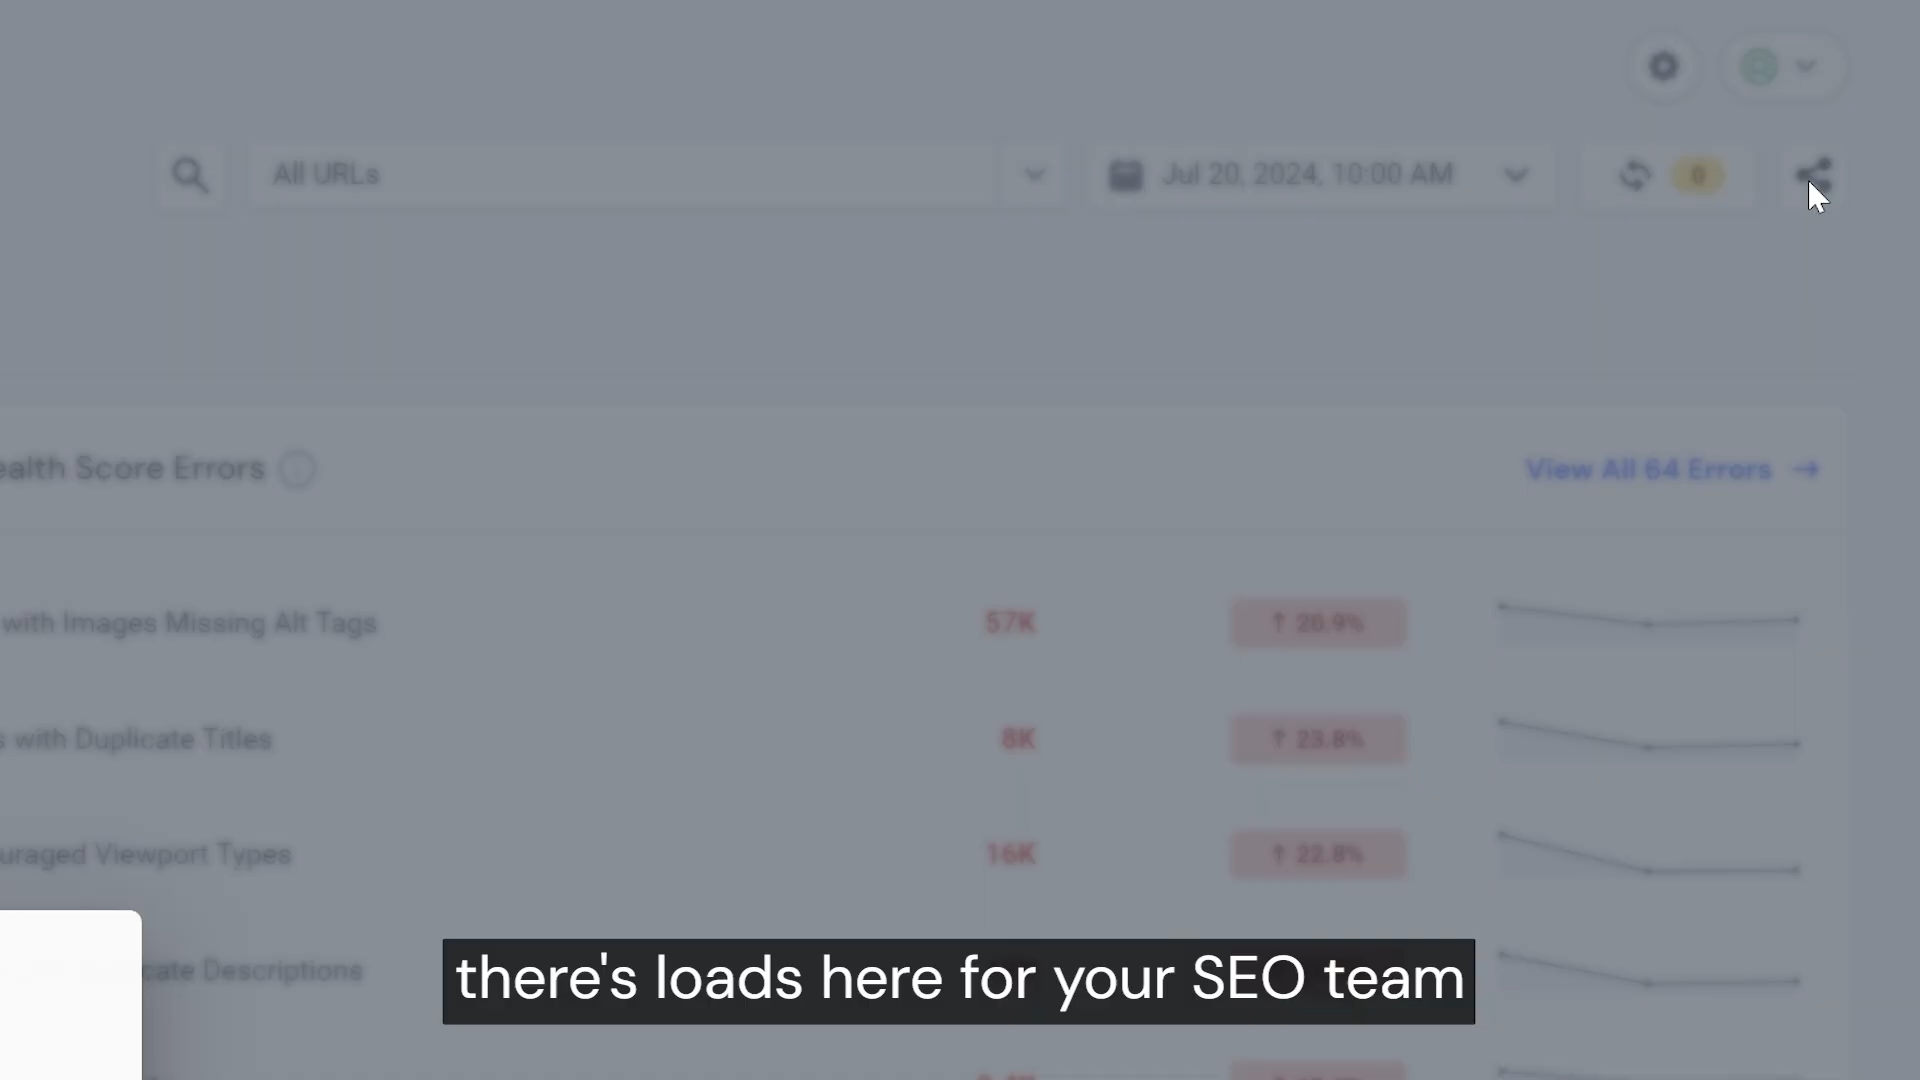 All URLs
Jul 20, 2024, 10:00 AM
0
ealth Score Errors
View All 64 Errors →
with Images Missing Alt Tags
57K
↑ 20.9%
s with Duplicate Titles
8K
↑ 23.8%
uraged Viewport Types
16K
↑ 22.8%
cate Descriptions
there's loads here for your SEO team